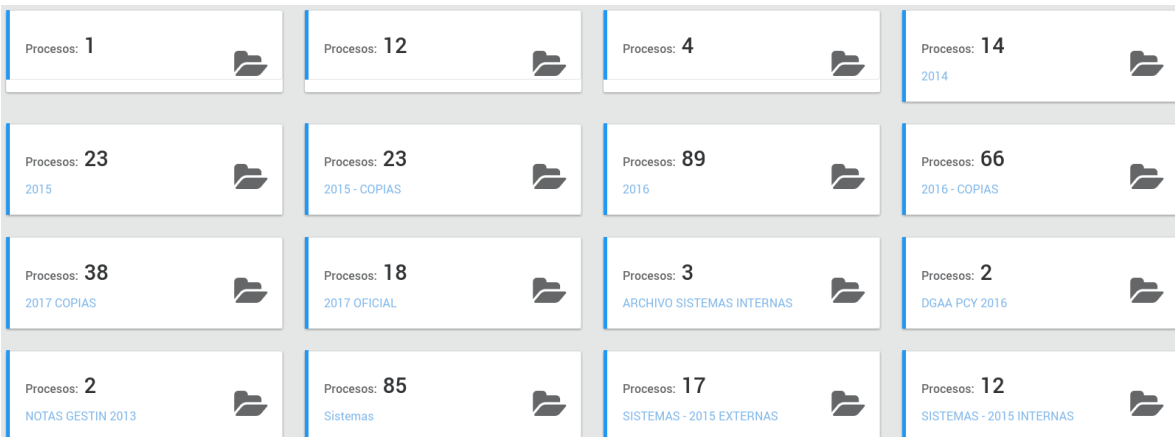 Procesos: 1
Procesos: 12
Procesos: 4
Procesos: 14
2014
Procesos: 23
2015
Procesos: 23
2015 - COPIAS
Procesos: 89
2016
Procesos: 66
2016 - COPIAS
Procesos: 38
2017 COPIAS
Procesos: 18
2017 OFICIAL
Procesos: 3
ARCHIVO SISTEMAS INTERNAS
Procesos: 2
DGAA PCY 2016
Procesos: 2
NOTAS GESTIN 2013
Procesos: 85
Sistemas
Procesos: 17
SISTEMAS - 2015 EXTERNAS
Procesos: 12
SISTEMAS - 2015 INTERNAS